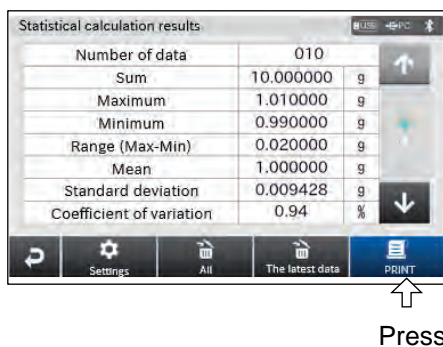 Statistical calculation results USB PC
Number of data 010
Sum 10.000000 g
Maximum 1.010000 g
Minimum 0.990000 g
Range (Max-Min) 0.020000 g
Mean 1.000000 g
Standard deviation 0.009428 g
Coefficient of variation 0.94 %
Settings All The latest data PRINT
Press